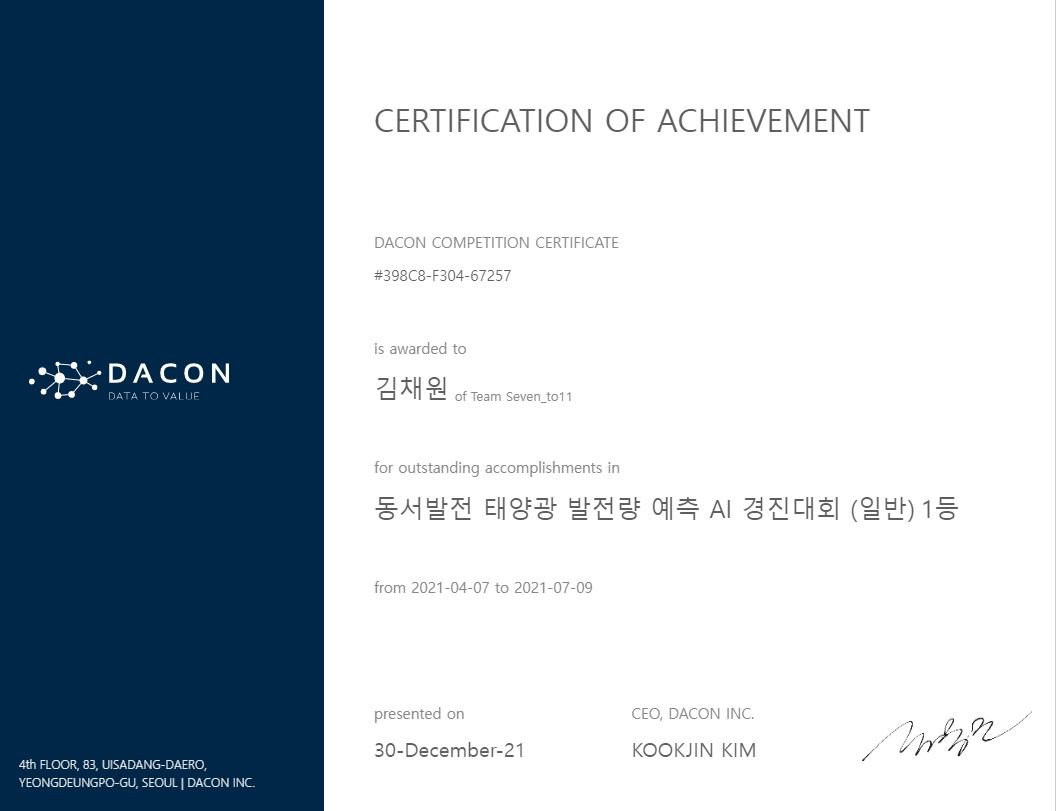 CERTIFICATION OF ACHIEVEMENT
DACON COMPETITION CERTIFICATE
#398C8-F304-67257
is awarded to
김채원 of Team Seven_to11
for outstanding accomplishments in
동서발전 태양광 발전량 예측 AI 경진대회 (일반) 1등
from 2021-04-07 to 2021-07-09
presented on
30-December-21
CEO, DACON INC.
KOOKJIN KIM
DACON
DATA TO VALUE
4th FLOOR, 83, UISADANG-DAERO,
YEONGDEUNGPO-GU, SEOUL | DACON INC.